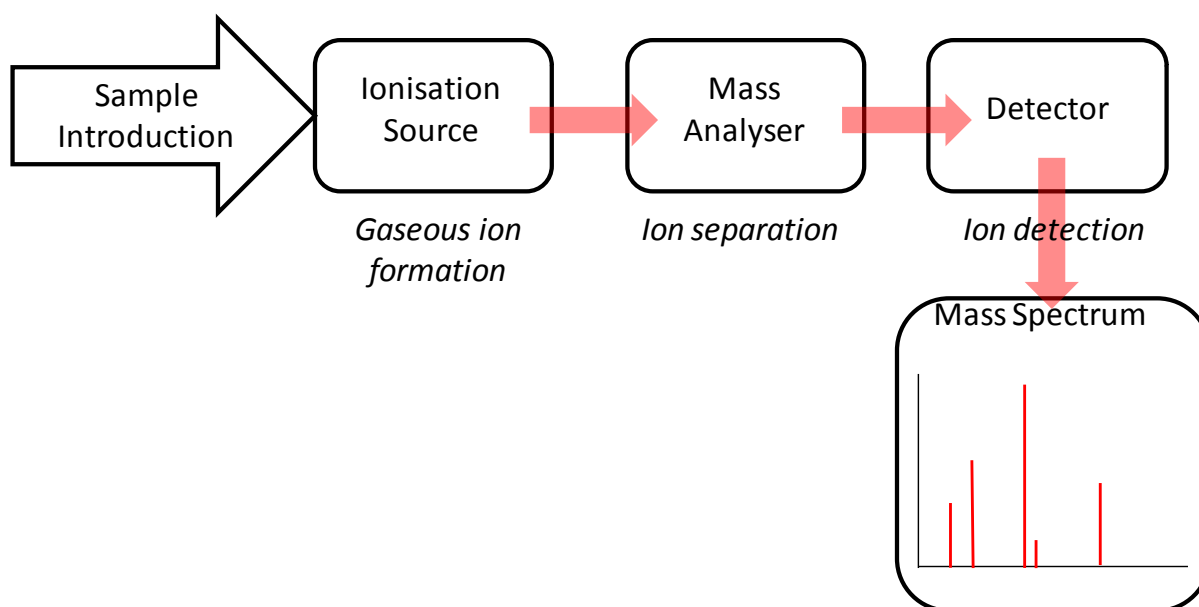 Sample
Introduction
Ionisation
Source
Mass
Analyser
Detector
Gaseous ion
formation
Ion separation
Ion detection
Mass Spectrum